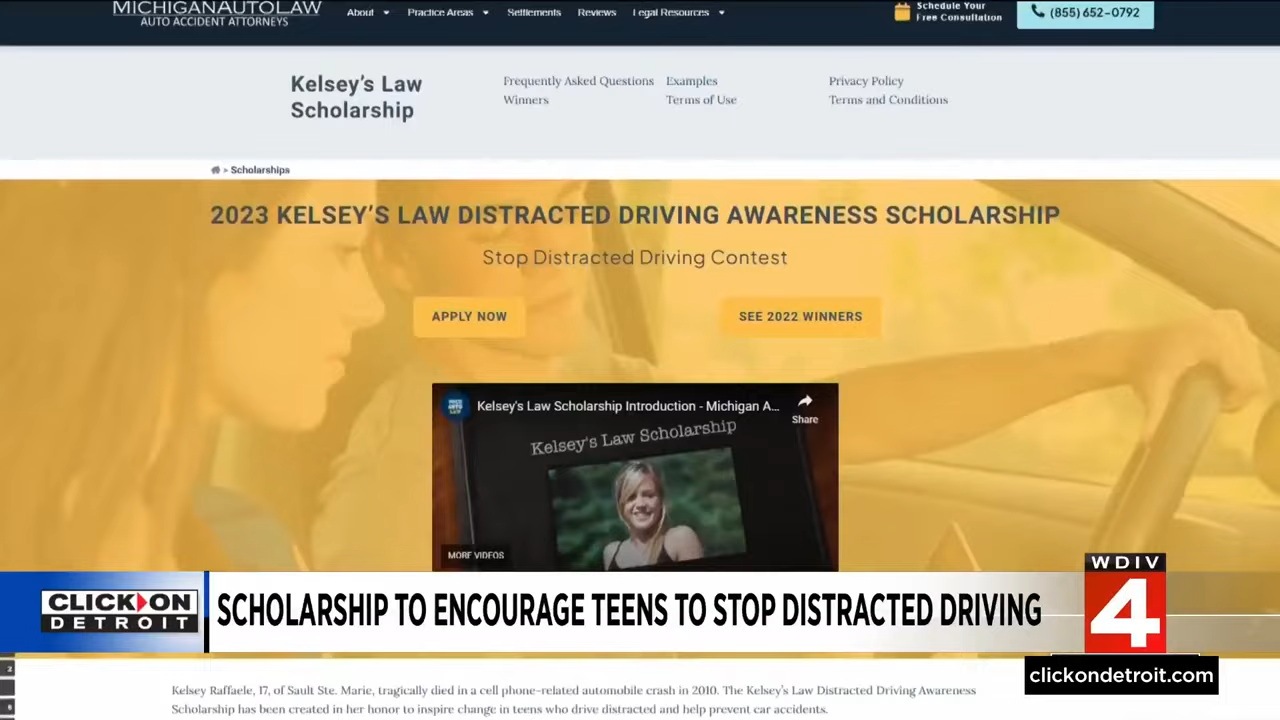 MICHIGANAUTOLAW
AUTO ACCIDENT ATTORNEYS
About
Practice Areas
Settlements
Reviews
Legal Resources
Schedule Your
Free Consultation
(855) 652-0792
Kelsey's Law
Scholarship
Frequently Asked Questions
Examples
Privacy Policy
Winners
Terms of Use
Terms and Conditions
> Scholarships
2023 KELSEY'S LAW DISTRACTED DRIVING AWARENESS SCHOLARSHIP
Stop Distracted Driving Contest
APPLY NOW
SEE 2022 WINNERS
MICH
AUTO
LAW
Kelsey's Law Scholarship Introduction - Michigan A...
Share
Kelsey's Law Scholarship
MORE VIDEOS
WDIV
4
CLICK ON
DETROIT
SCHOLARSHIP TO ENCOURAGE TEENS TO STOP DISTRACTED DRIVING
clickondetroit.com
Kelsey Raffaele, 17, of Sault Ste. Marie, tragically died in a cell phone-related automobile crash in 2010. The Kelsey's Law Distracted Driving Awareness
Scholarship has been created in her honor to inspire change in teens who drive distracted and help prevent car accidents.